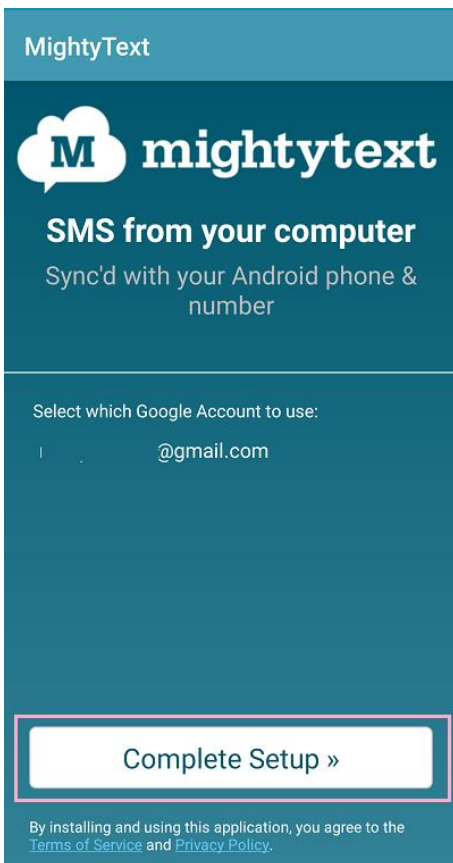 MightyText
M mightytext
SMS from your computer
Sync'd with your Android phone &
number
Select which Google Account to use:
@gmail.com
Complete Setup »
By installing and using this application, you agree to the
Terms of Service and Privacy Policy.